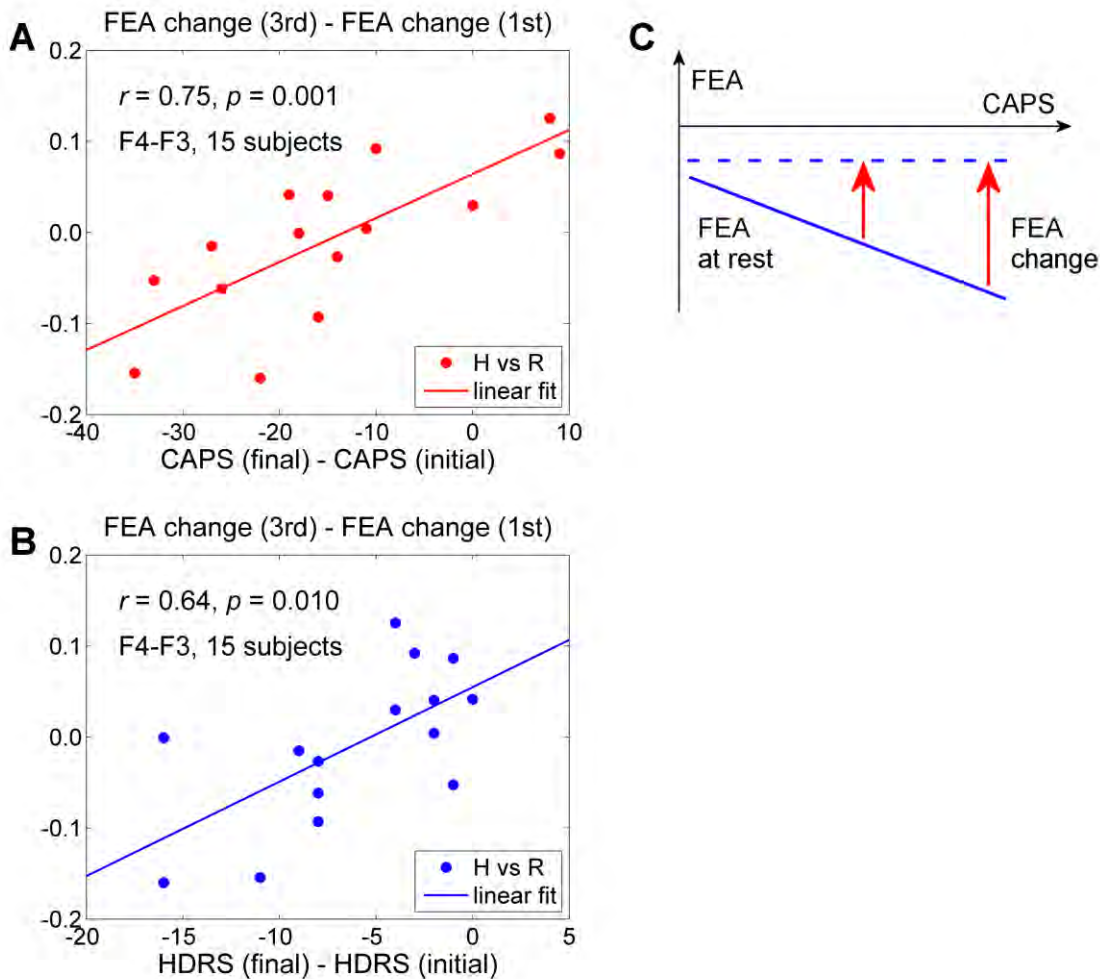 A
FEA change (3rd) - FEA change (1st)
0.2
0.1
0.0
-0.1
-0.2
r = 0.75, p = 0.001
F4-F3, 15 subjects
H vs R
linear fit
-40 -30 -20 -10 0 10
CAPS (final) - CAPS (initial)
B
FEA change (3rd) - FEA change (1st)
0.2
0.1
0.0
-0.1
-0.2
r = 0.64, p = 0.010
F4-F3, 15 subjects
H vs R
linear fit
-20 -15 -10 -5 0 5
HDRS (final) - HDRS (initial)
C
FEA
CAPS
FEA
at rest
FEA
change